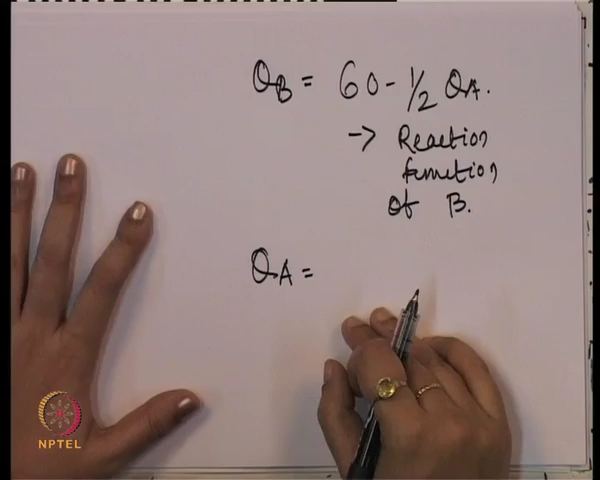 QB = 60 - 1/2 QA.
-> Reaction
function
of B.
QA =
NPTEL